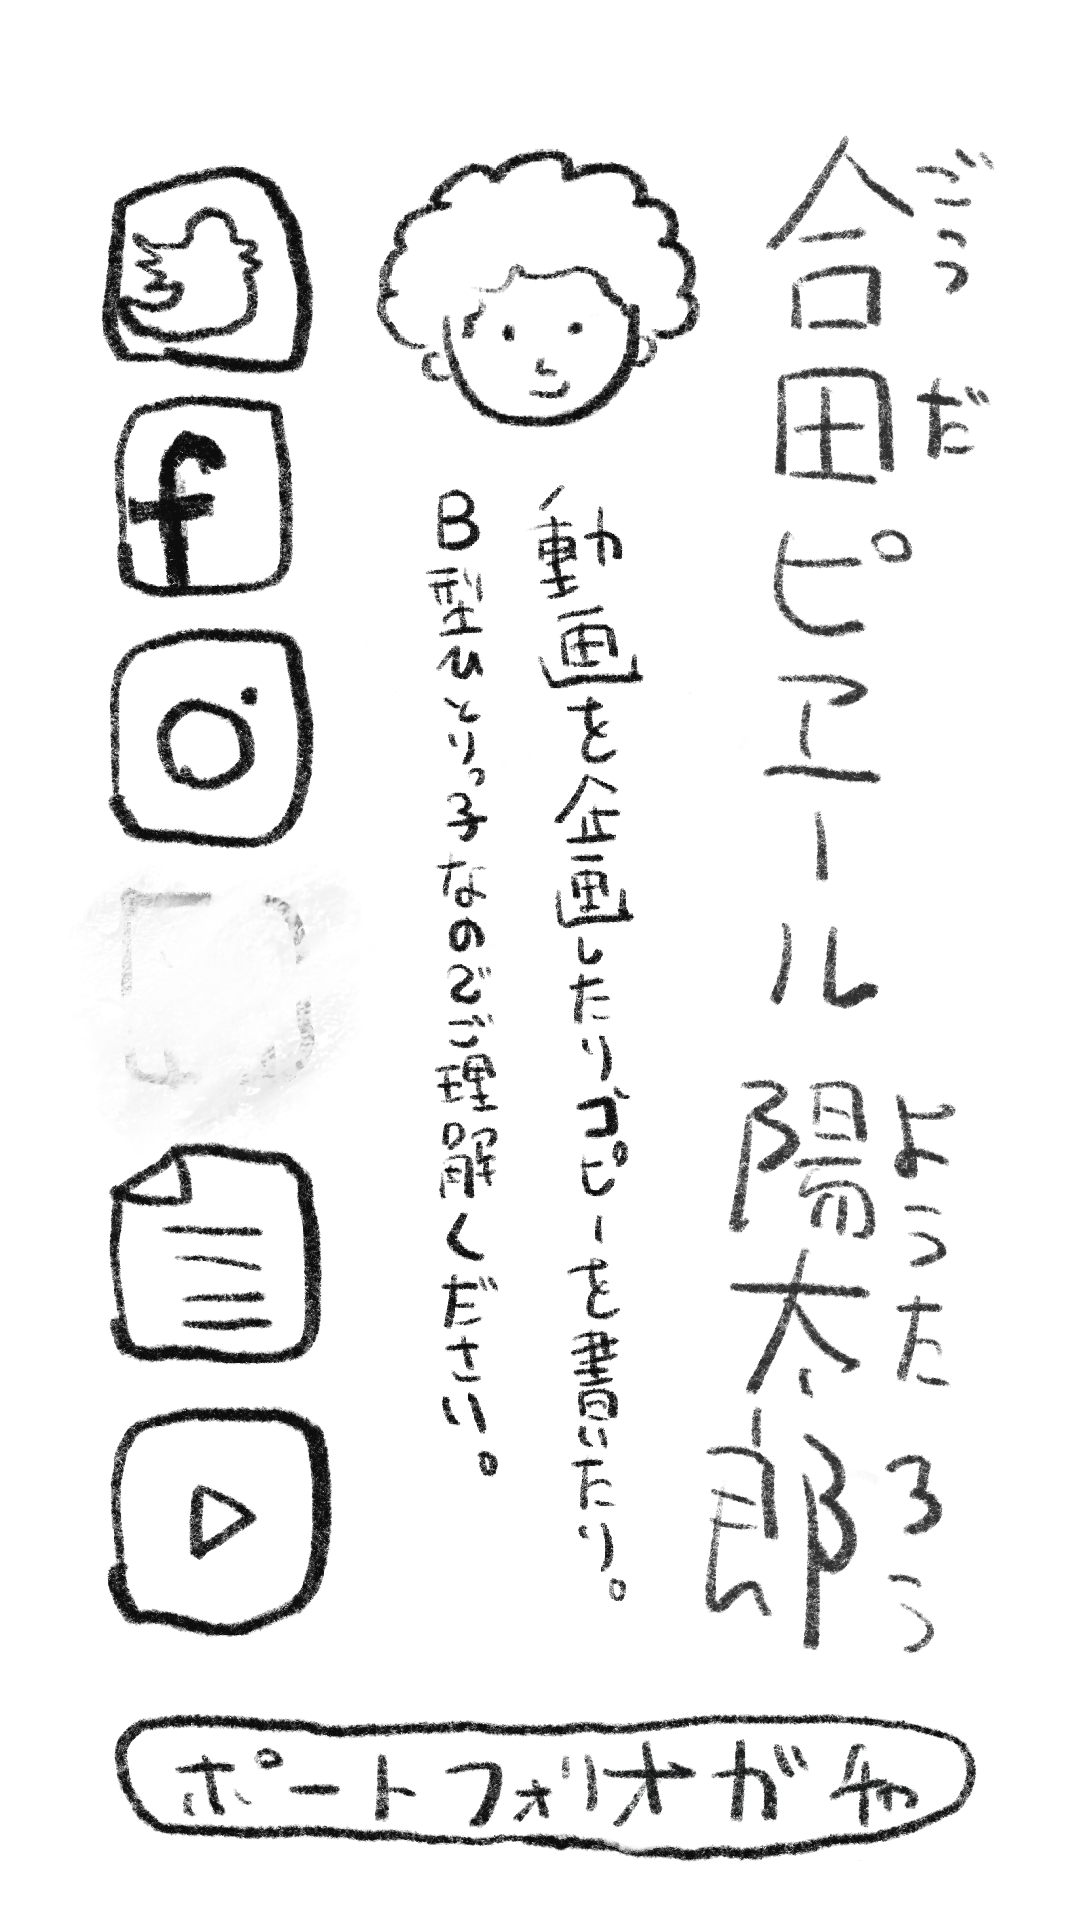 ごうだ
合田ピエール
ようたろう
陽太郎
動画を企画したりコピーを書いたり。
B型ひとりっ子なのでご理解ください。
f
ポートフォリオガチャ